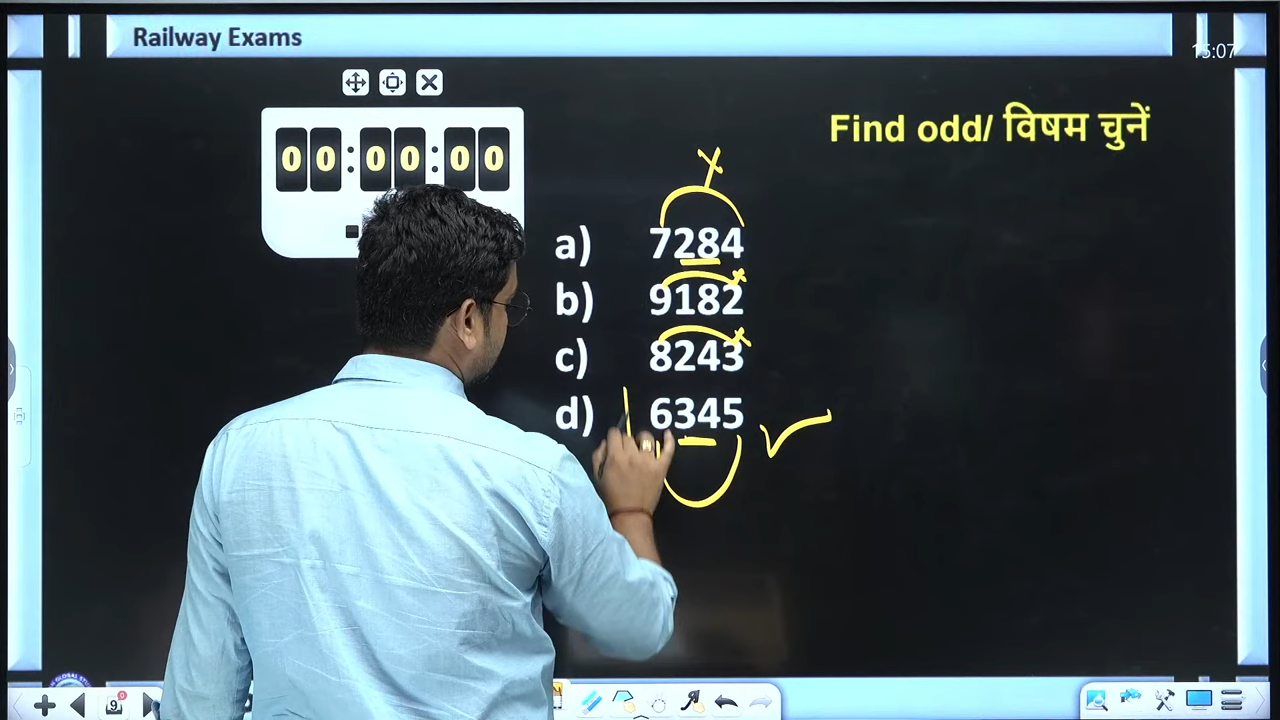 Railway Exams
15:07
00:00:00
Find odd/ विषम चुनें
a) 7284
b) 9182
c) 8243
d) 6345